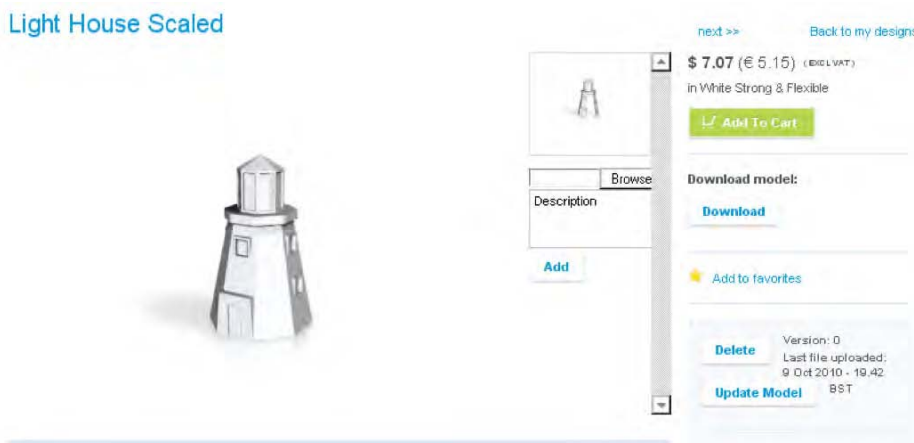 Light House Scaled
next >>
Back to my designs
$ 7.07 (€ 5.15) (EXCL VAT)
in White Strong & Flexible
Add To Cart
Browse
Description
Add
Download model:
Download
Add to favorites
Delete
Version: 0
Last file uploaded:
9 Oct 2010 - 19.42
BST
Update Model